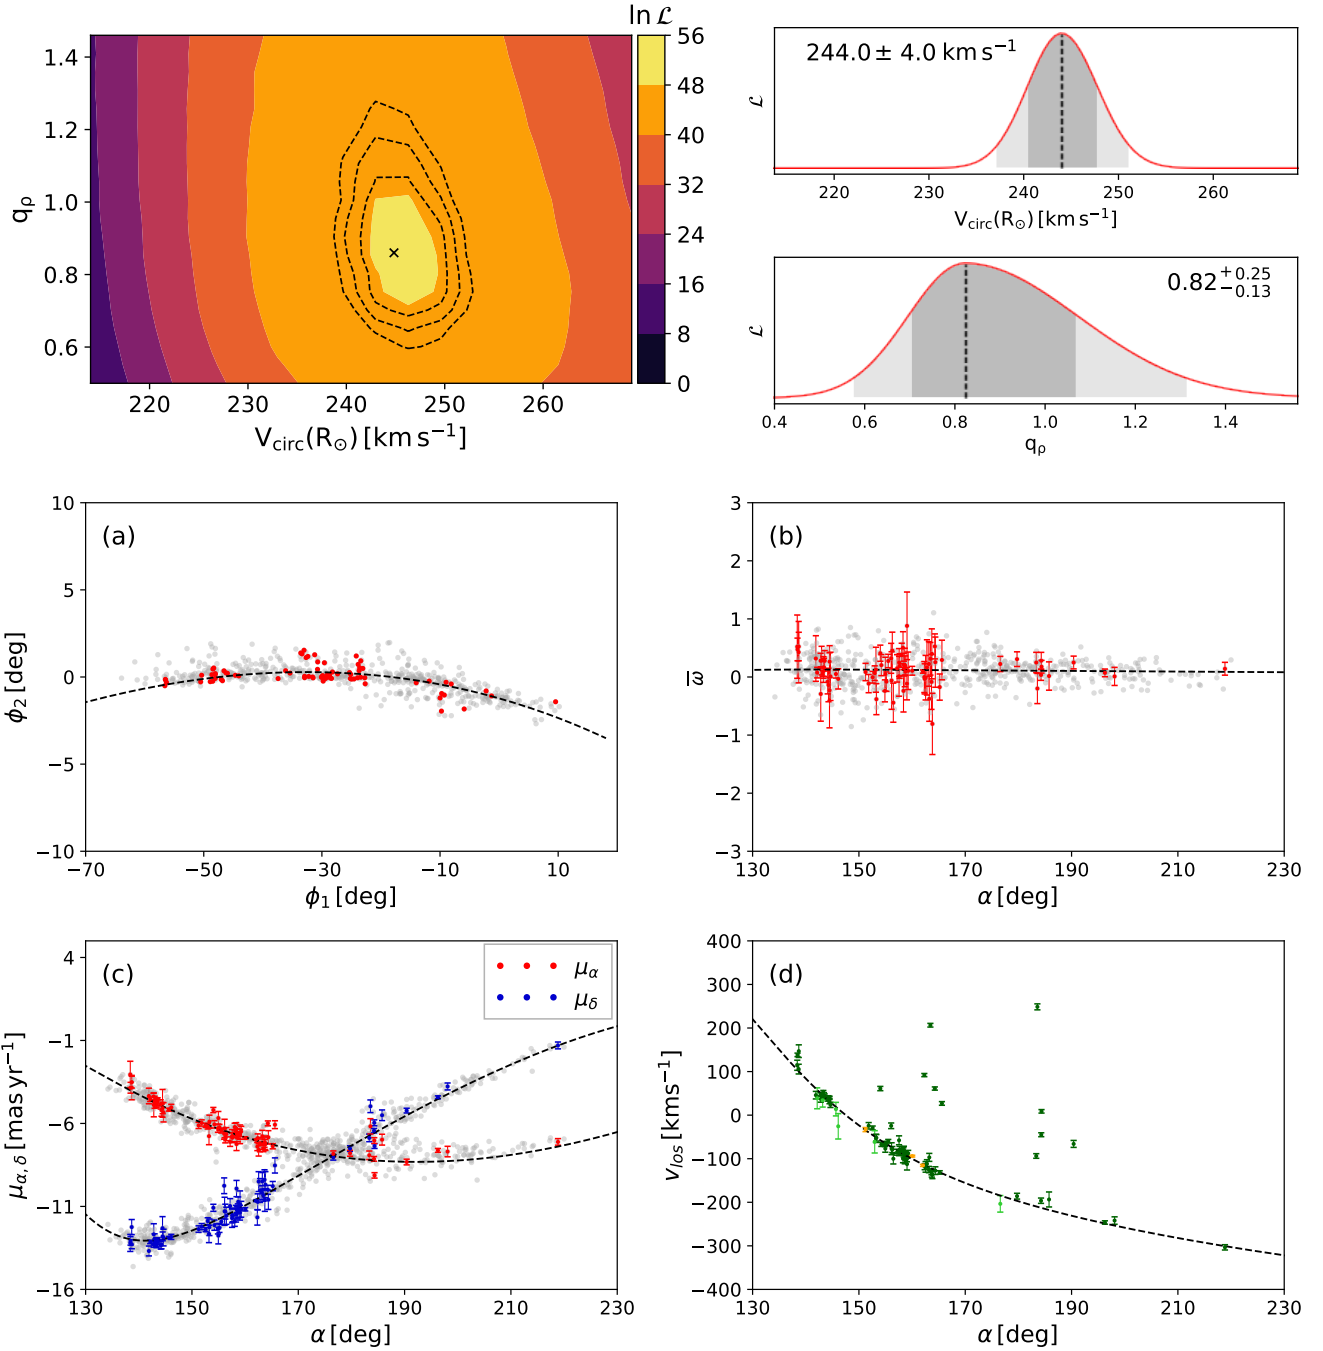 ln ℒ
1.4
1.2
1.0
0.8
0.6
q_ρ
220 230 240 250 260
V_circ(R_⊙) [km s⁻¹]
56
48
40
32
24
16
8
0
244.0 ± 4.0 km s⁻¹
ℒ
220 230 240 250 260
V_circ(R_⊙) [km s⁻¹]
0.82 +0.25 −0.13
ℒ
0.4 0.6 0.8 1.0 1.2 1.4
q_ρ
(a)
10
5
0
−5
−10
ϕ₂ [deg]
−70 −50 −30 −10 10
ϕ₁ [deg]
(b)
3
2
1
0
−1
−2
−3
ϖ̅
130 150 170 190 210 230
α [deg]
(c)
μ_α
μ_δ
4
−1
−6
−11
−16
μ_α, δ [mas yr⁻¹]
130 150 170 190 210 230
α [deg]
(d)
400
300
200
100
0
−100
−200
−300
−400
v_los [kms⁻¹]
130 150 170 190 210 230
α [deg]